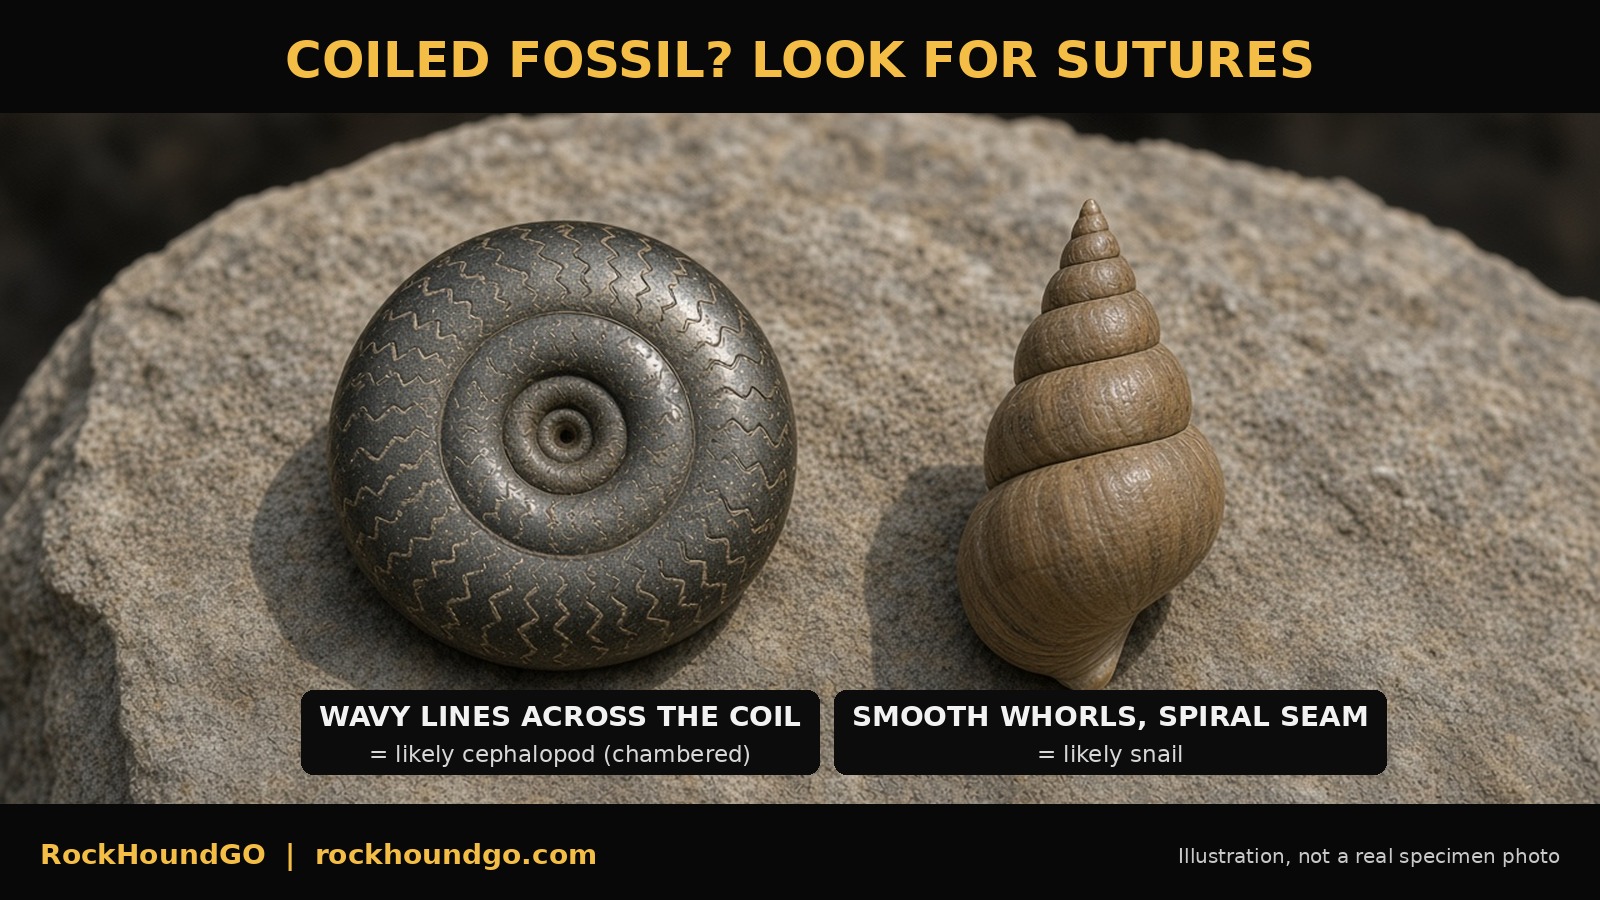 COILED FOSSIL? LOOK FOR SUTURES
WAVY LINES ACROSS THE COIL
= likely cephalopod (chambered)
SMOOTH WHORLS, SPIRAL SEAM
= likely snail
RockHoundGO | rockhoundgo.com
Illustration, not a real specimen photo